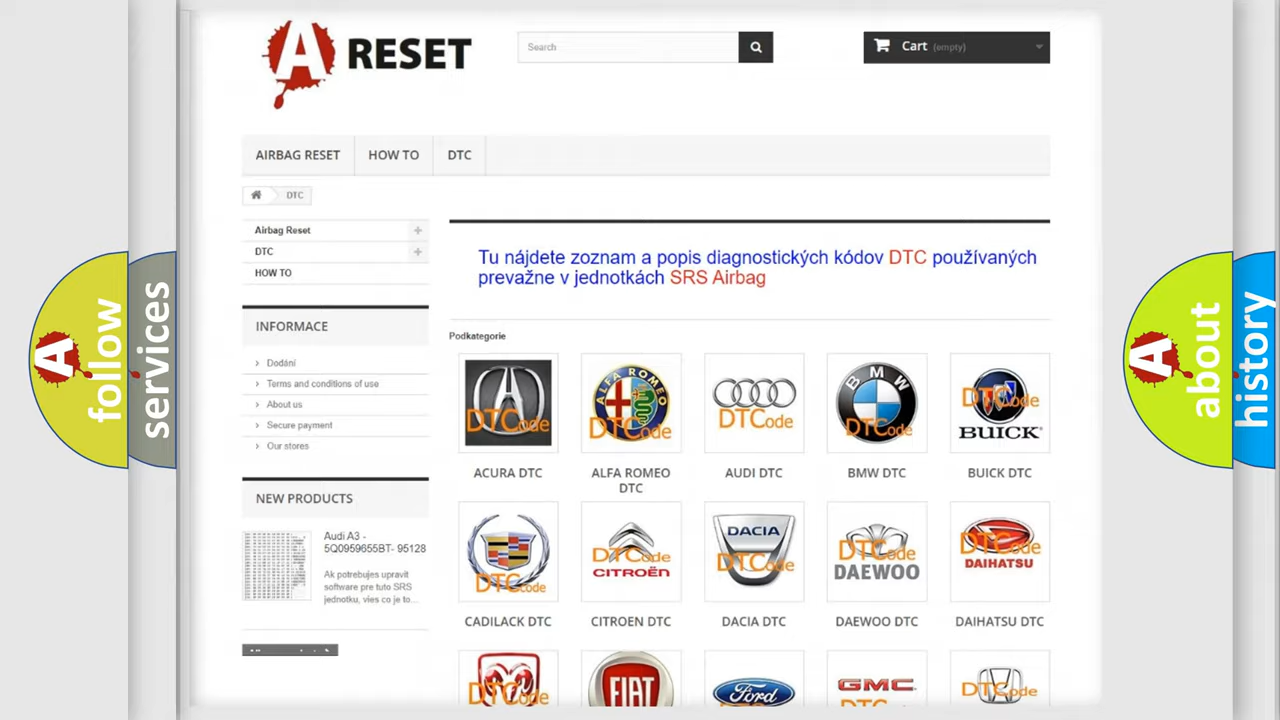 A RESET
Search
Cart (empty)
AIRBAG RESET
HOW TO
DTC
DTC
Airbag Reset
DTC
HOW TO
Tu nájdete zoznam a popis diagnostických kódov DTC používaných
prevažne v jednotkách SRS Airbag
INFORMACE
Dodání
Terms and conditions of use
About us
Secure payment
Our stores
NEW PRODUCTS
Audi A3 -
5Q0959655BT- 95128
Ak potrebujes upravit
software pre tuto SRS
jednotku, vies co je to...
Podkategorie
DTCode
ALFA ROMEO
DTCode
DTCode
BMW
DTCode
DTCode
BUICK
ACURA DTC
ALFA ROMEO
DTC
AUDI DTC
BMW DTC
BUICK DTC
DTCode
DTCode
CITROËN
DACIA
DTCode
DTCode
DAEWOO
DTCode
DAIHATSU
CADILACK DTC
CITROEN DTC
DACIA DTC
DAEWOO DTC
DAIHATSU DTC
DTCode
FIAT
Ford
GMC
DTCode
A
follow
services
A
about
history